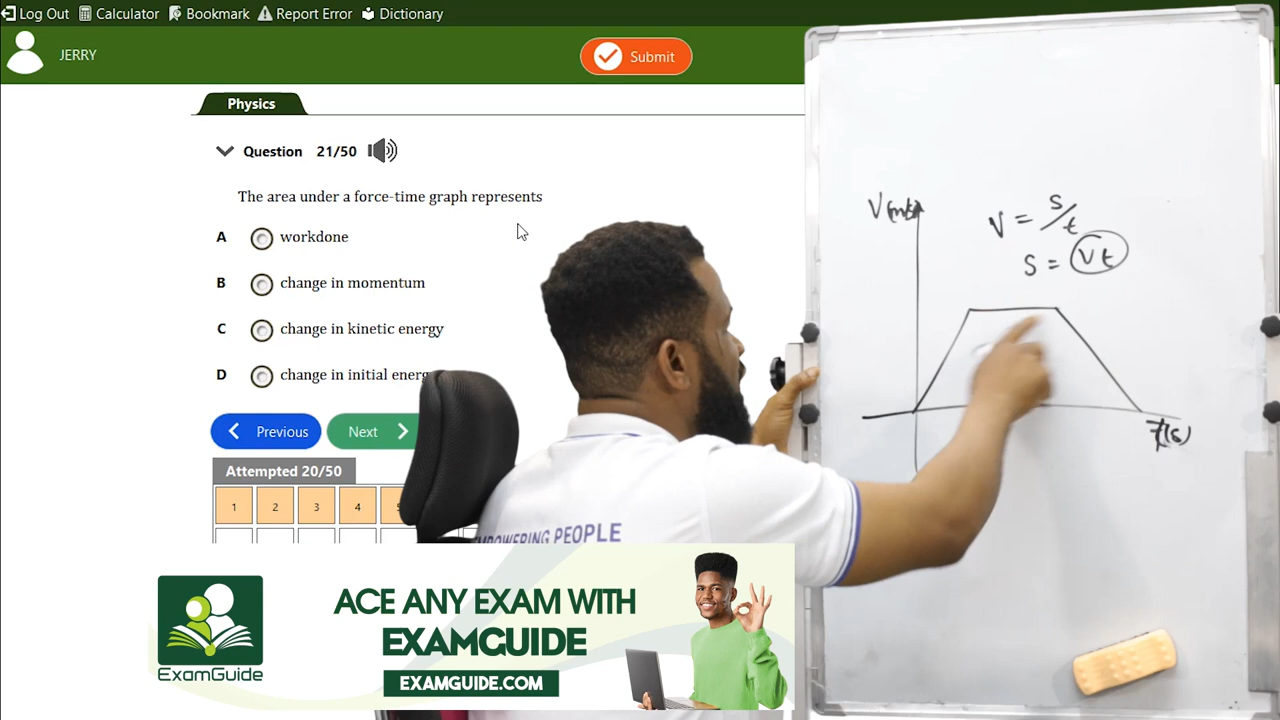 Log Out Calculator Bookmark Report Error Dictionary
JERRY
Submit
Physics
Question 21/50
The area under a force-time graph represents
A workdone
B change in momentum
C change in kinetic energy
D change in initial energ
Previous
Next
Attempted 20/50
1 2 3 4 5
EMPOWERING PEOPLE
ExamGuide
ACE ANY EXAM WITH
EXAMGUIDE
EXAMGUIDE.COM
V = s/t
S = Vt